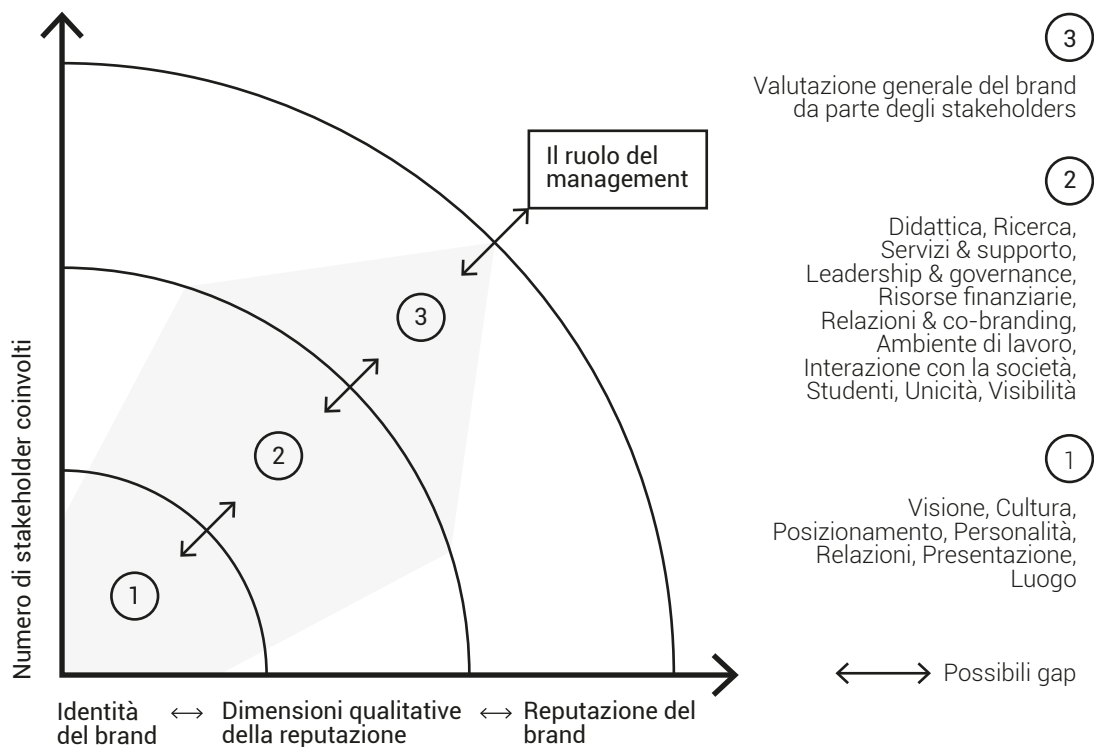 3
Valutazione generale del brand
da parte degli stakeholders
Il ruolo del
management
2
Didattica, Ricerca,
Servizi & supporto,
Leadership & governance,
Risorse finanziarie,
Relazioni & co-branding,
Ambiente di lavoro,
Interazione con la società,
Studenti, Unicità, Visibilità
3
2
1
1
Visione, Cultura,
Posizionamento, Personalità,
Relazioni, Presentazione,
Luogo
Possibili gap
Numero di stakeholder coinvolti
Identità
del brand
Dimensioni qualitative
della reputazione
Reputazione del
brand